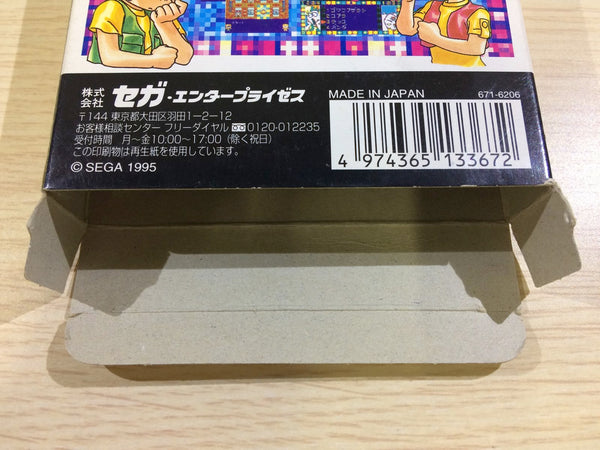 株式会社 セガ・エンタープライゼス
〒144 東京都大田区羽田1-2-12
お客様相談センター フリーダイヤル 0120-012235
受付時間 月~金10:00~17:00 (除く祝日)
この印刷物は再生紙を使用しています。
© SEGA 1995
MADE IN JAPAN 671-6206
4 974365 133672